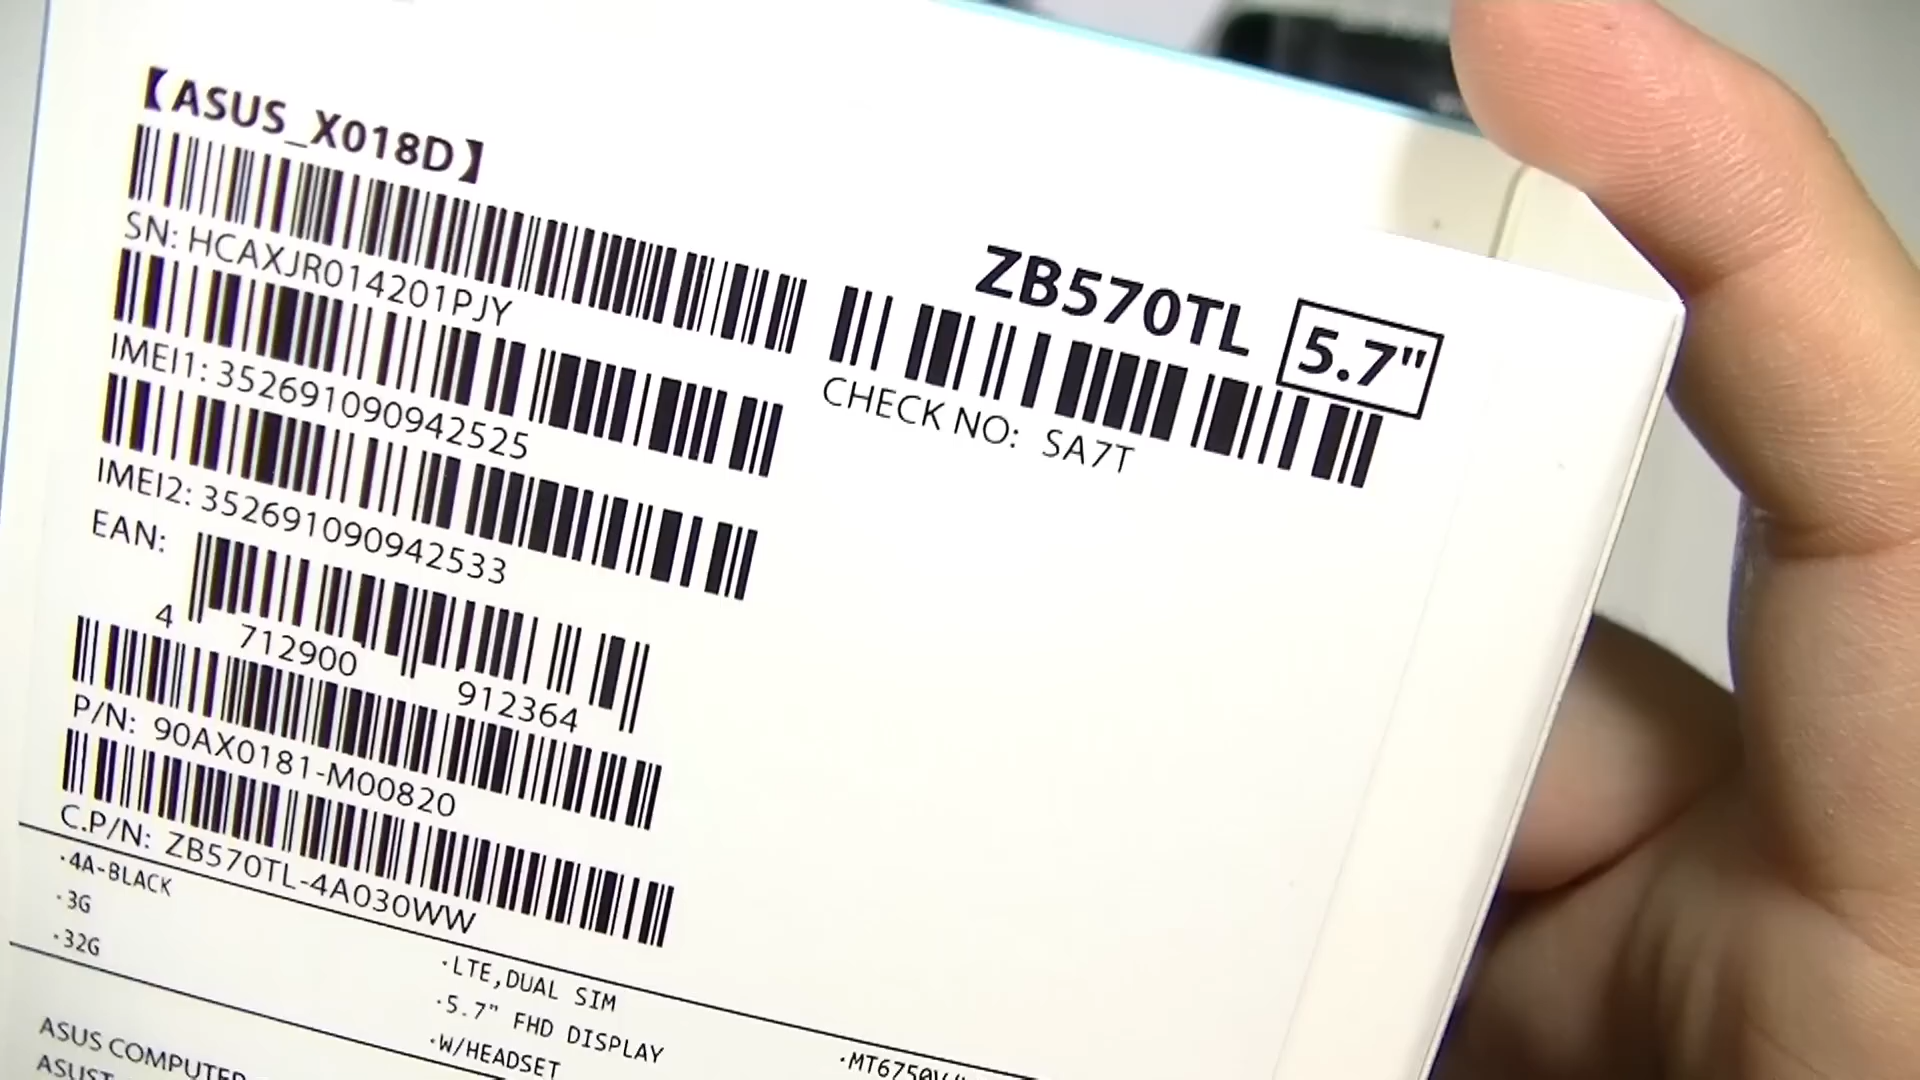 【ASUS_X018D】
SN: HCAXJR014201PJY
IMEI1: 352691090942525
IMEI2: 352691090942533
EAN:
4 712900 912364
P/N: 90AX0181-M00820
C.P/N: ZB570TL-4A030WW
ZB570TL 5.7"
CHECK NO: SA7T
·4A-BLACK
·3G
·32G
·LTE,DUAL SIM
·5.7" FHD DISPLAY
·W/HEADSET
ASUS COMPUTER